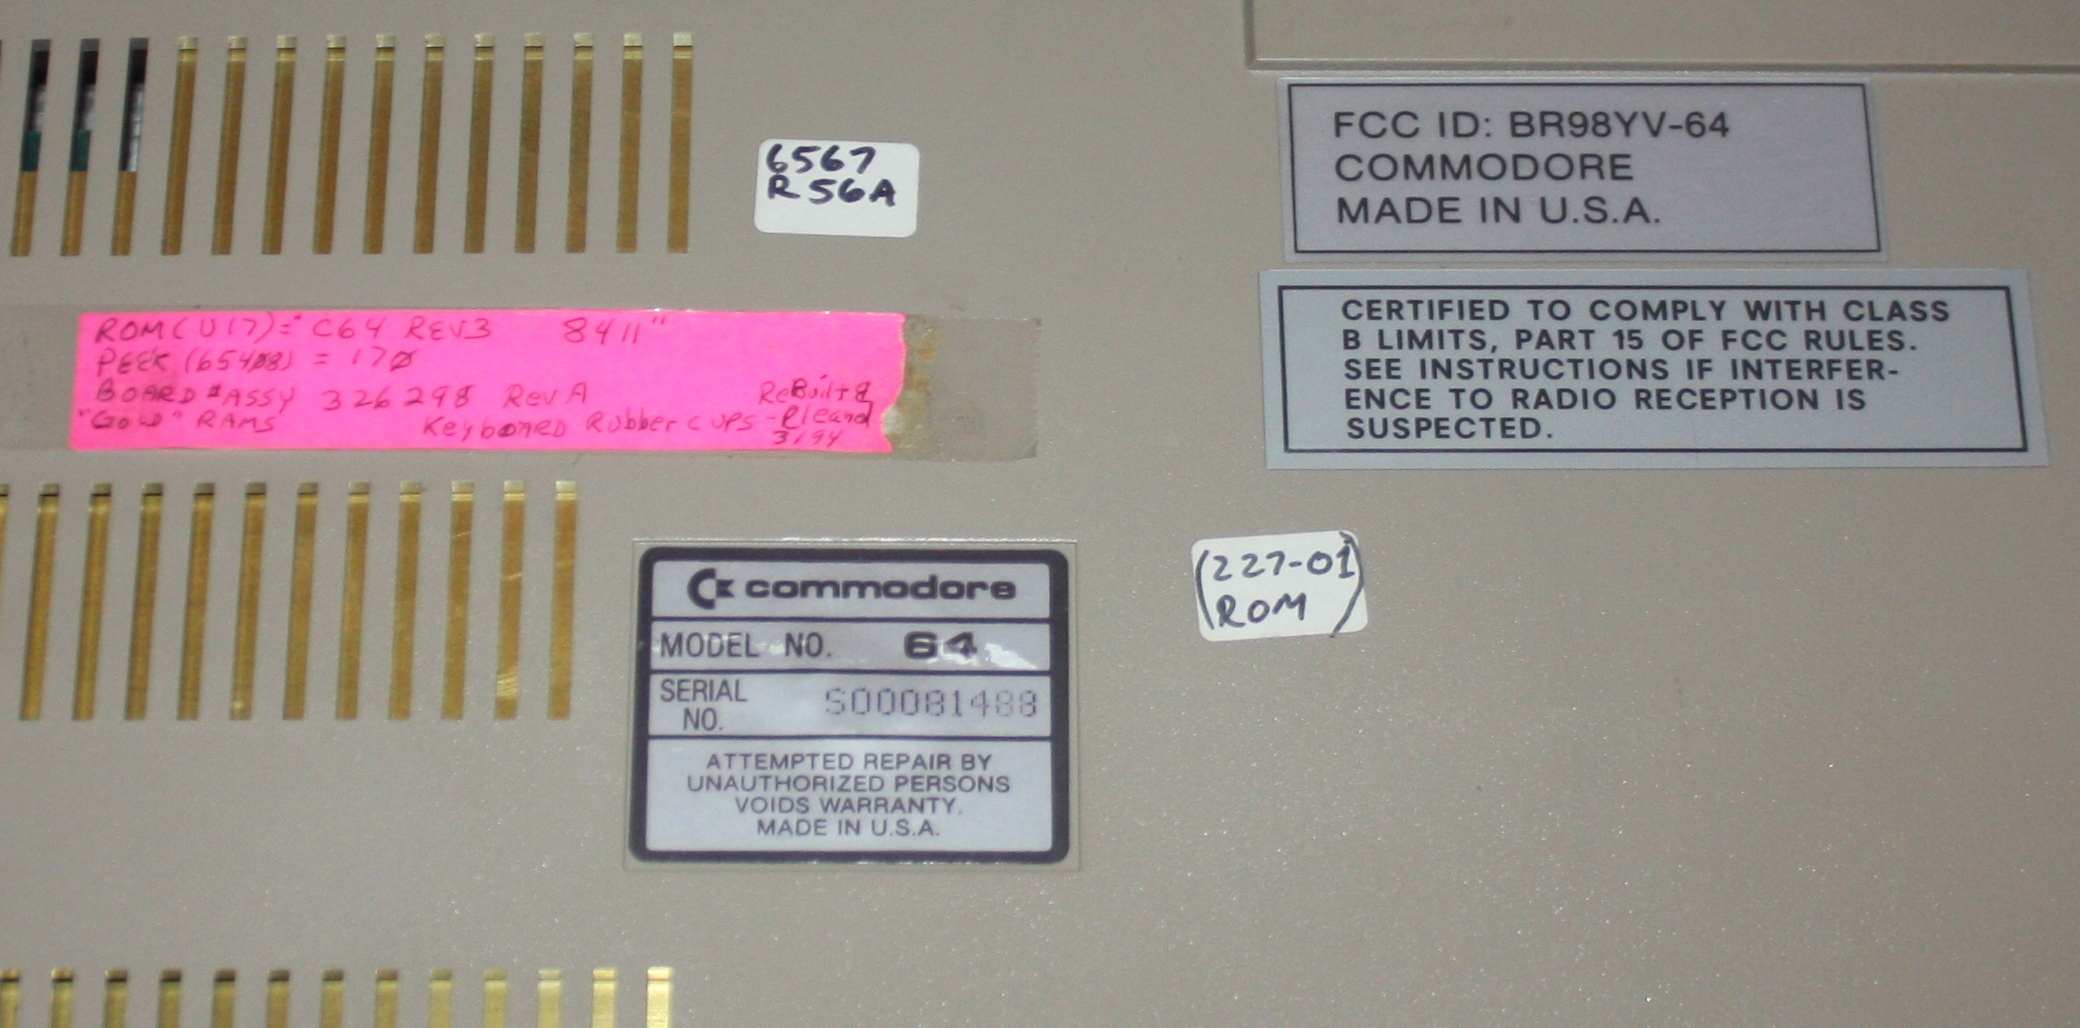 6567
R56A
FCC ID: BR98YV-64
COMMODORE
MADE IN U.S.A.
CERTIFIED TO COMPLY WITH CLASS
B LIMITS, PART 15 OF FCC RULES.
SEE INSTRUCTIONS IF INTERFER-
ENCE TO RADIO RECEPTION IS
SUSPECTED.
ROM(U17)="C64 REV3 8411"
PEEK (65408) = 170
BOARD #ASSY 326298 Rev A ReBuilt &
"GOLD" RAMS KeyBOARD Rubber cups - Cleaned
3/94
commodore
MODEL NO. 64
SERIAL NO. S00081488
ATTEMPTED REPAIR BY
UNAUTHORIZED PERSONS
VOIDS WARRANTY.
MADE IN U.S.A.
(227-01
ROM)